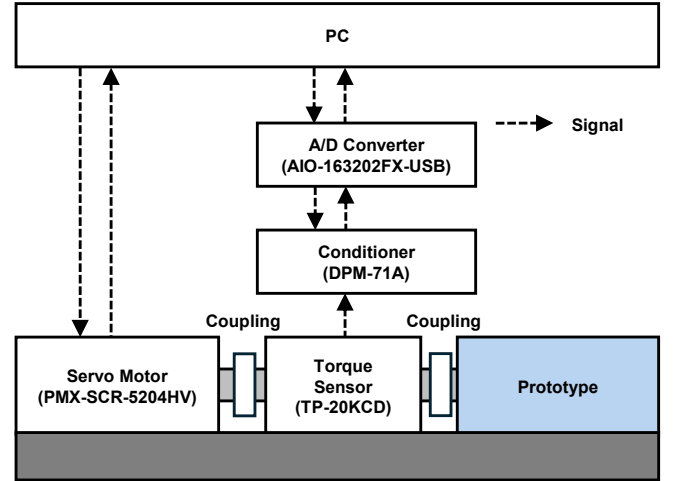 PC
A/D Converter
(AIO-163202FX-USB)
Signal
Conditioner
(DPM-71A)
Coupling
Coupling
Servo Motor
(PMX-SCR-5204HV)
Torque
Sensor
(TP-20KCD)
Prototype